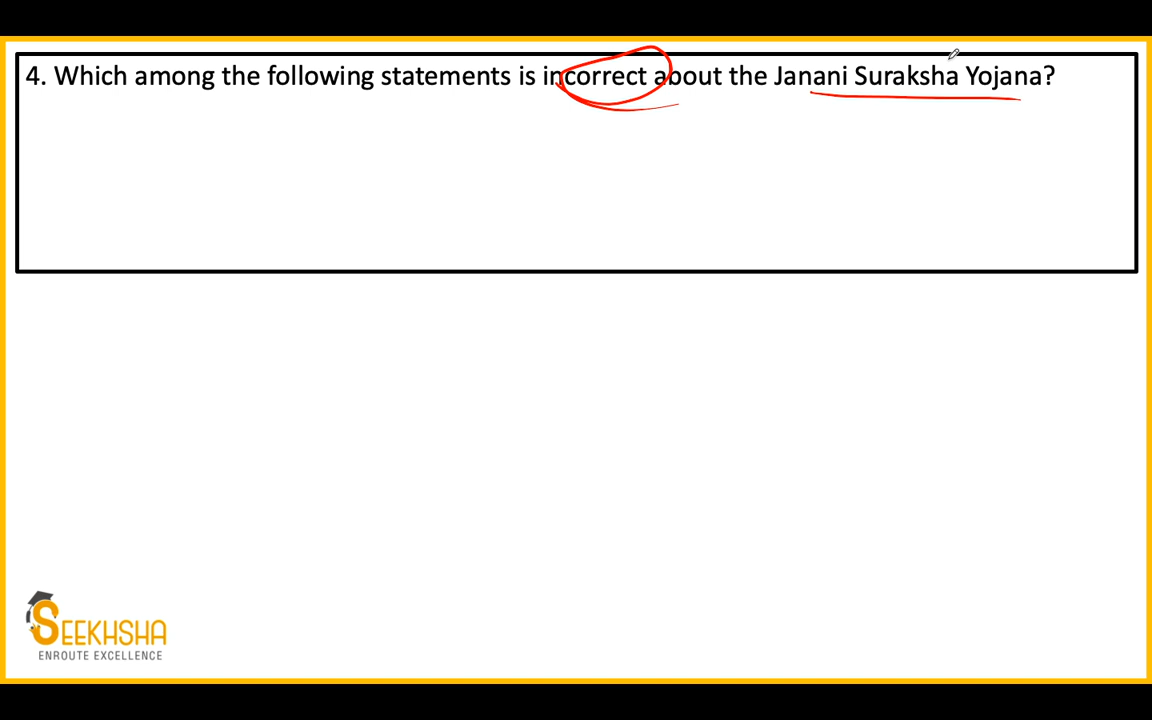 4. Which among the following statements is incorrect about the Janani Suraksha Yojana?
SEEKHSHA
ENROUTE EXCELLENCE